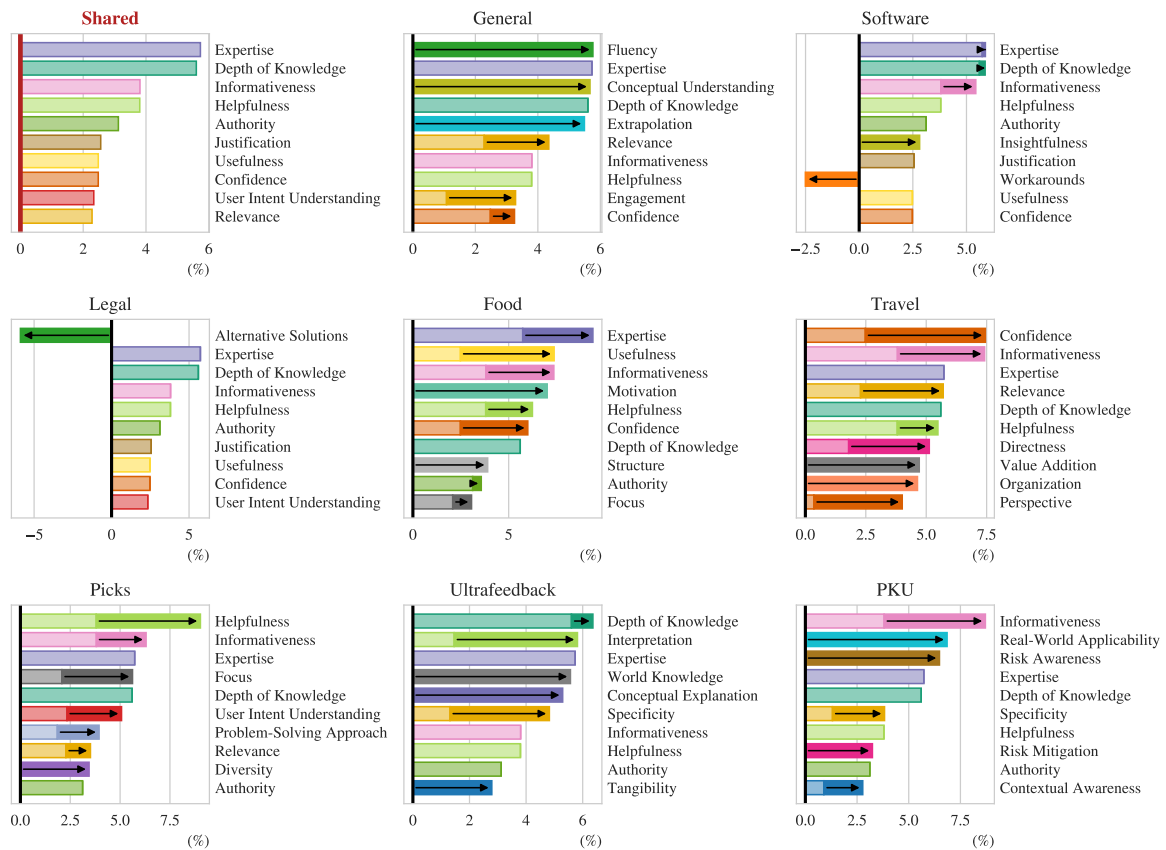 Shared
Expertise
Depth of Knowledge
Informativeness
Helpfulness
Authority
Justification
Usefulness
Confidence
User Intent Understanding
Relevance
0 2 4 6
(%)
General
Fluency
Expertise
Conceptual Understanding
Depth of Knowledge
Extrapolation
Relevance
Informativeness
Helpfulness
Engagement
Confidence
0 2 4 6
(%)
Software
Expertise
Depth of Knowledge
Informativeness
Helpfulness
Authority
Insightfulness
Justification
Workarounds
Usefulness
Confidence
−2.5 0.0 2.5 5.0
(%)
Legal
Alternative Solutions
Expertise
Depth of Knowledge
Informativeness
Helpfulness
Authority
Justification
Usefulness
Confidence
User Intent Understanding
−5 0 5
(%)
Food
Expertise
Usefulness
Informativeness
Motivation
Helpfulness
Confidence
Depth of Knowledge
Structure
Authority
Focus
0 5
(%)
Travel
Confidence
Informativeness
Expertise
Relevance
Depth of Knowledge
Helpfulness
Directness
Value Addition
Organization
Perspective
0.0 2.5 5.0 7.5
(%)
Picks
Helpfulness
Informativeness
Expertise
Focus
Depth of Knowledge
User Intent Understanding
Problem-Solving Approach
Relevance
Diversity
Authority
0.0 2.5 5.0 7.5
(%)
Ultrafeedback
Depth of Knowledge
Interpretation
Expertise
World Knowledge
Conceptual Explanation
Specificity
Informativeness
Helpfulness
Authority
Tangibility
0 2 4 6
(%)
PKU
Informativeness
Real-World Applicability
Risk Awareness
Expertise
Depth of Knowledge
Specificity
Helpfulness
Risk Mitigation
Authority
Contextual Awareness
0.0 2.5 5.0 7.5
(%)